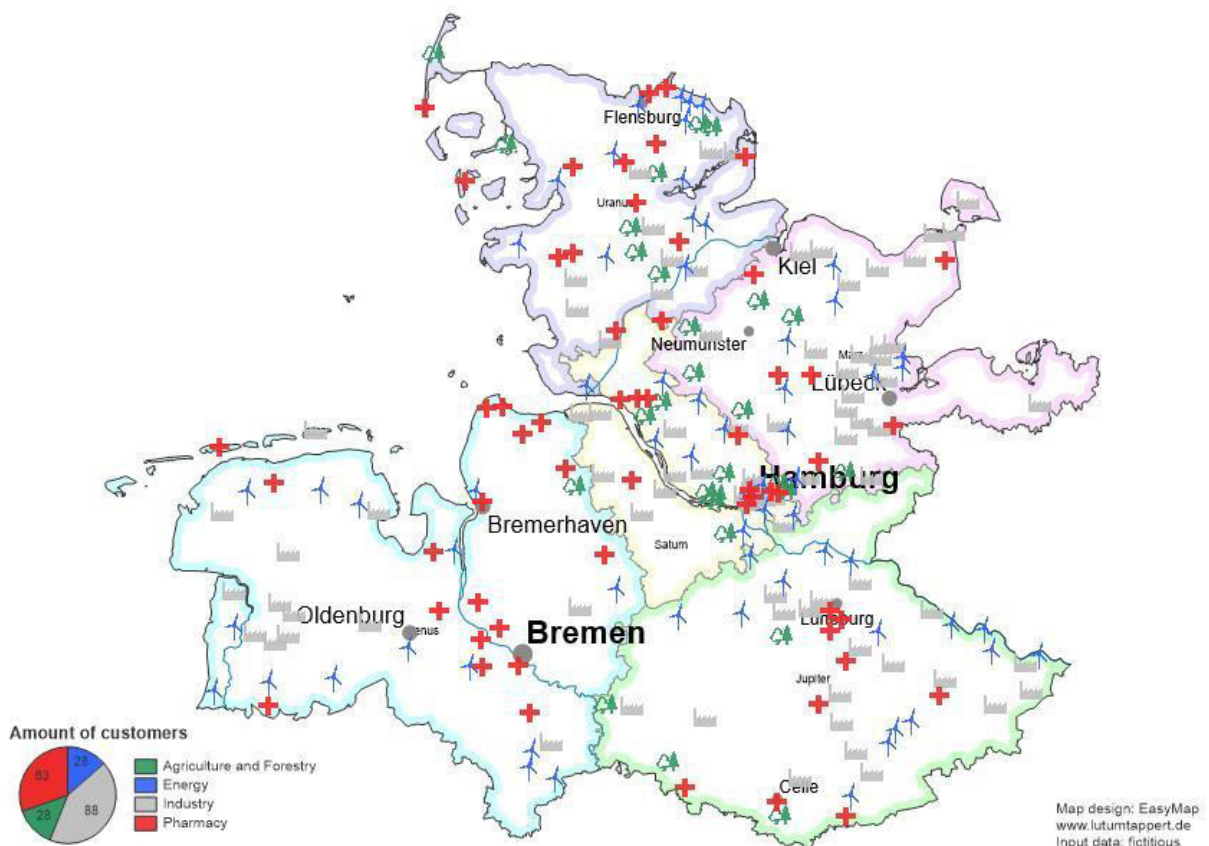 Flensburg
Uranus
Kiel
Neumünster
Lübeck
Hamburg
Bremerhaven
Saturn
Oldenburg
Bremen
Lüneburg
Jupiter
Celle
Amount of customers
28
63
88
28
Agriculture and Forestry
Energy
Industry
Pharmacy
Map design: EasyMap
www.lutumtappert.de
Input data: fictitious